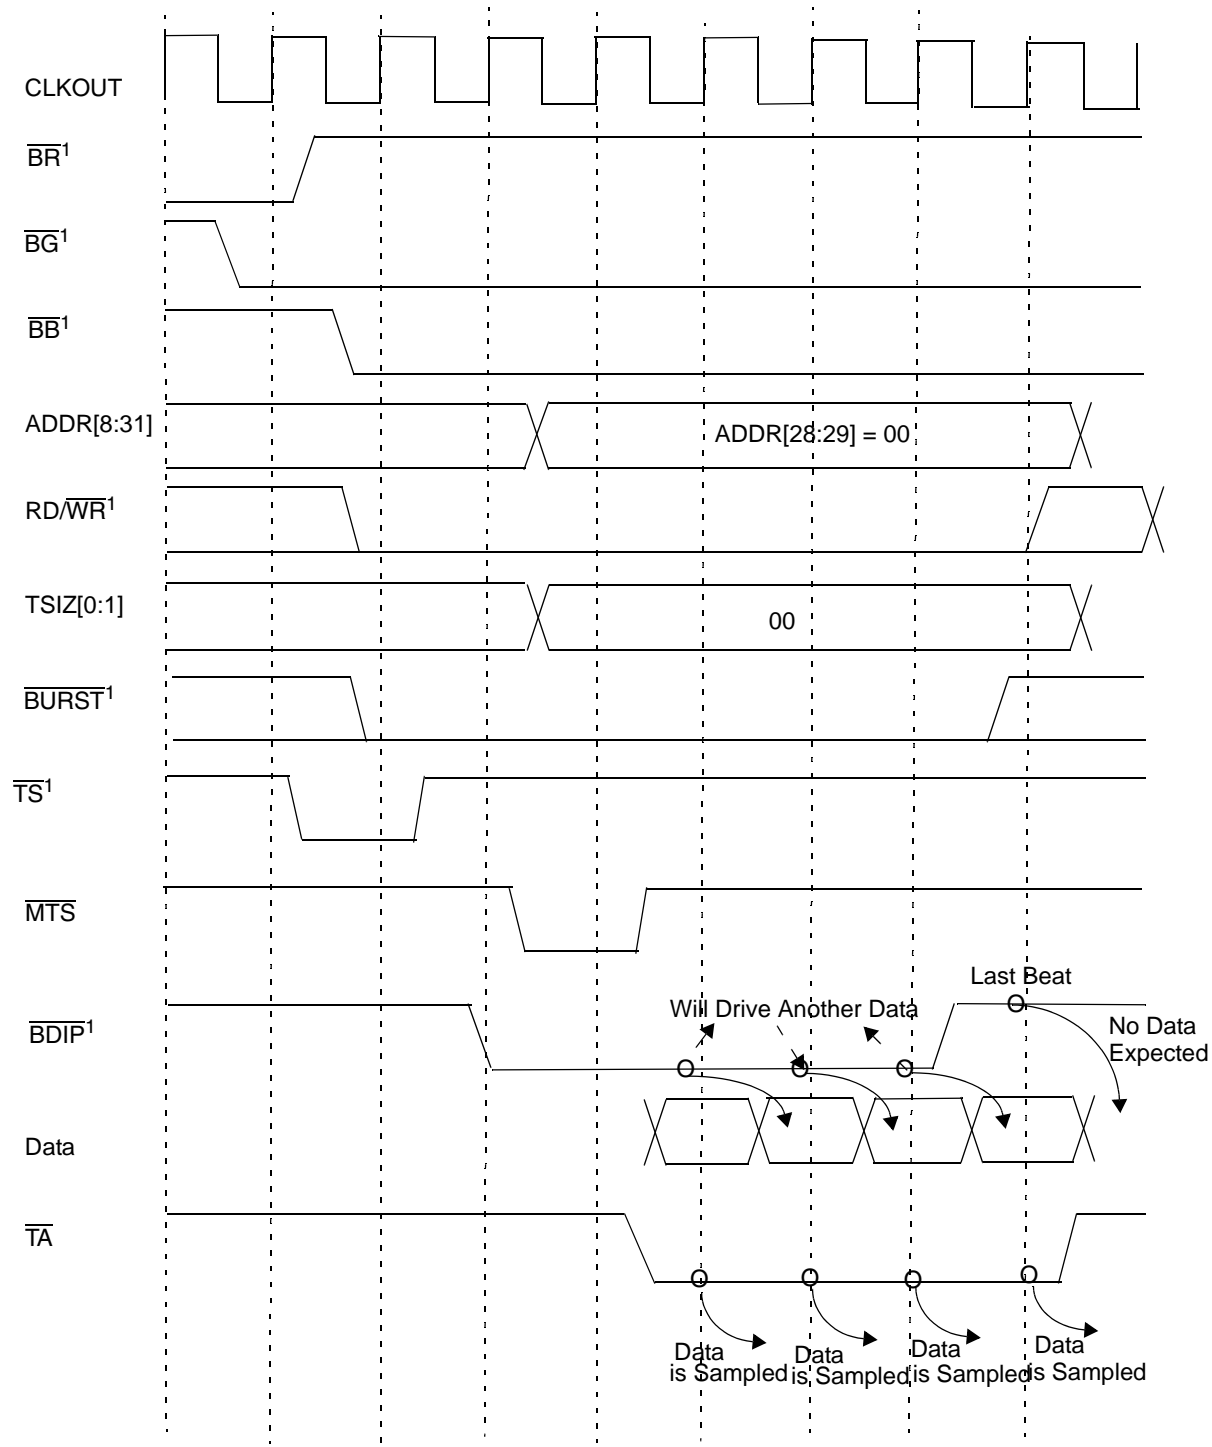 CLKOUT
BR1
BG1
BB1
ADDR[8:31]
ADDR[28:29] = 00
RD/WR1
TSIZ[0:1]
00
BURST1
TS1
MTS
Last Beat
Will Drive Another Data
BDIP1
No Data
Expected
Data
TA
Data
is Sampled
Data
is Sampled
Data
is Sampled
Data
is Sampled